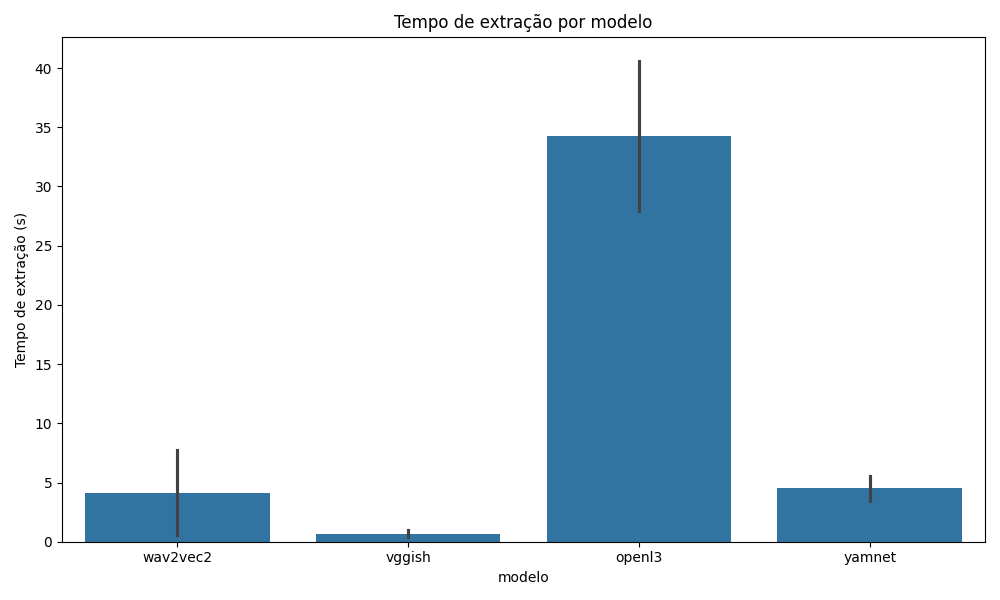 Tempo de extração por modelo
Tempo de extração (s)
40
35
30
25
20
15
10
5
0
wav2vec2
vggish
openl3
yamnet
modelo